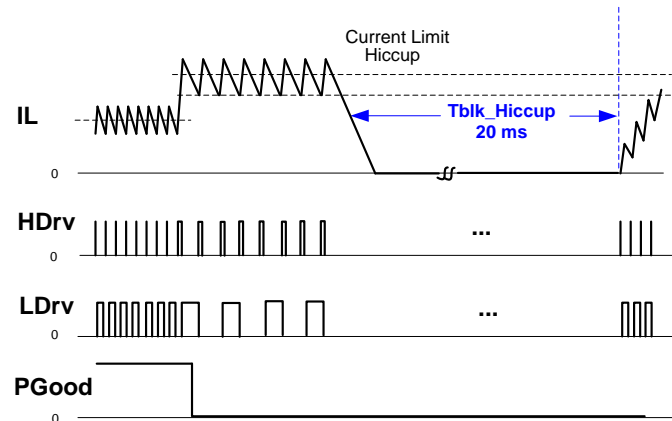 Current Limit
Hiccup
IL
Tblk_Hiccup
20 ms
0
HDrv
...
0
LDrv
...
0
PGood
0